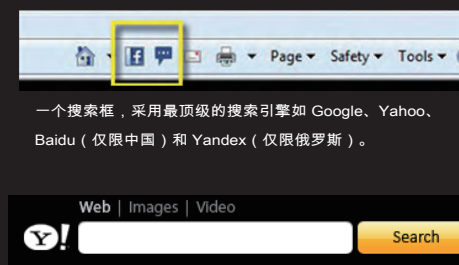 Page Safety Tools
一个搜索框，采用最顶级的搜索引擎如 Google、Yahoo、
Baidu（仅限中国）和 Yandex（仅限俄罗斯）。
Web | Images | Video
Y! Search